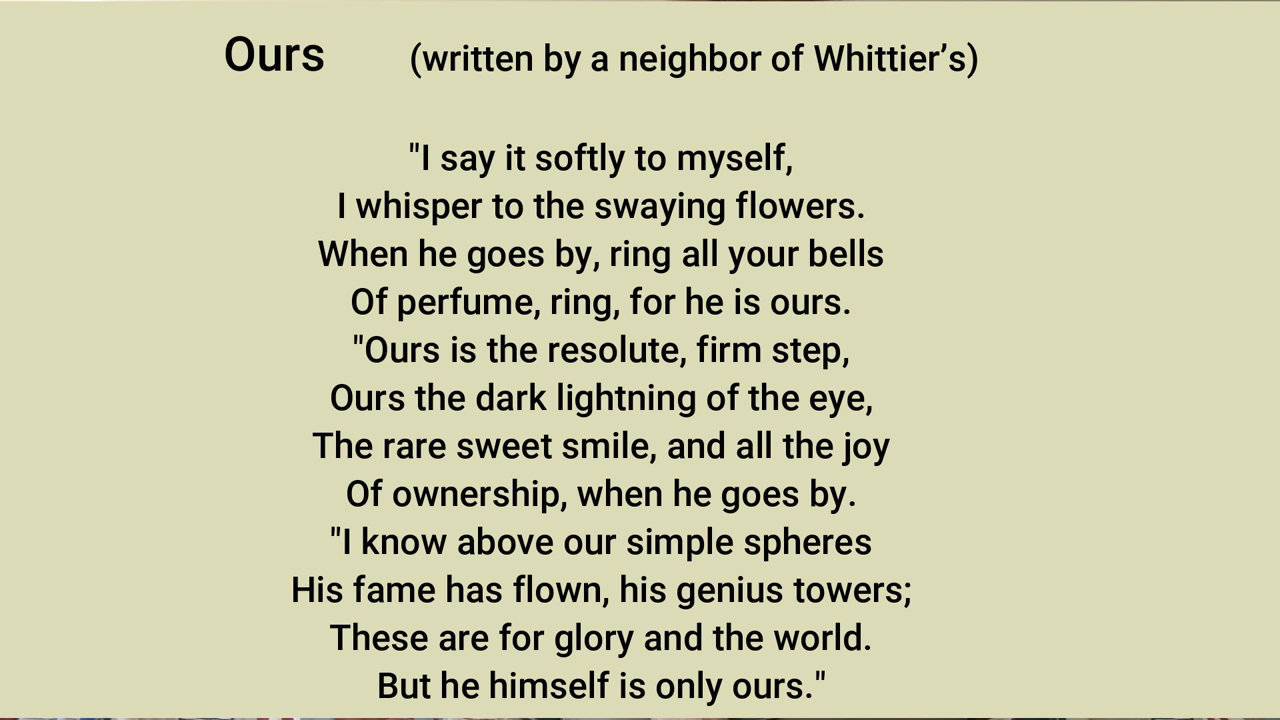 Ours (written by a neighbor of Whittier’s)
"I say it softly to myself,
I whisper to the swaying flowers.
When he goes by, ring all your bells
Of perfume, ring, for he is ours.
"Ours is the resolute, firm step,
Ours the dark lightning of the eye,
The rare sweet smile, and all the joy
Of ownership, when he goes by.
"I know above our simple spheres
His fame has flown, his genius towers;
These are for glory and the world.
But he himself is only ours."